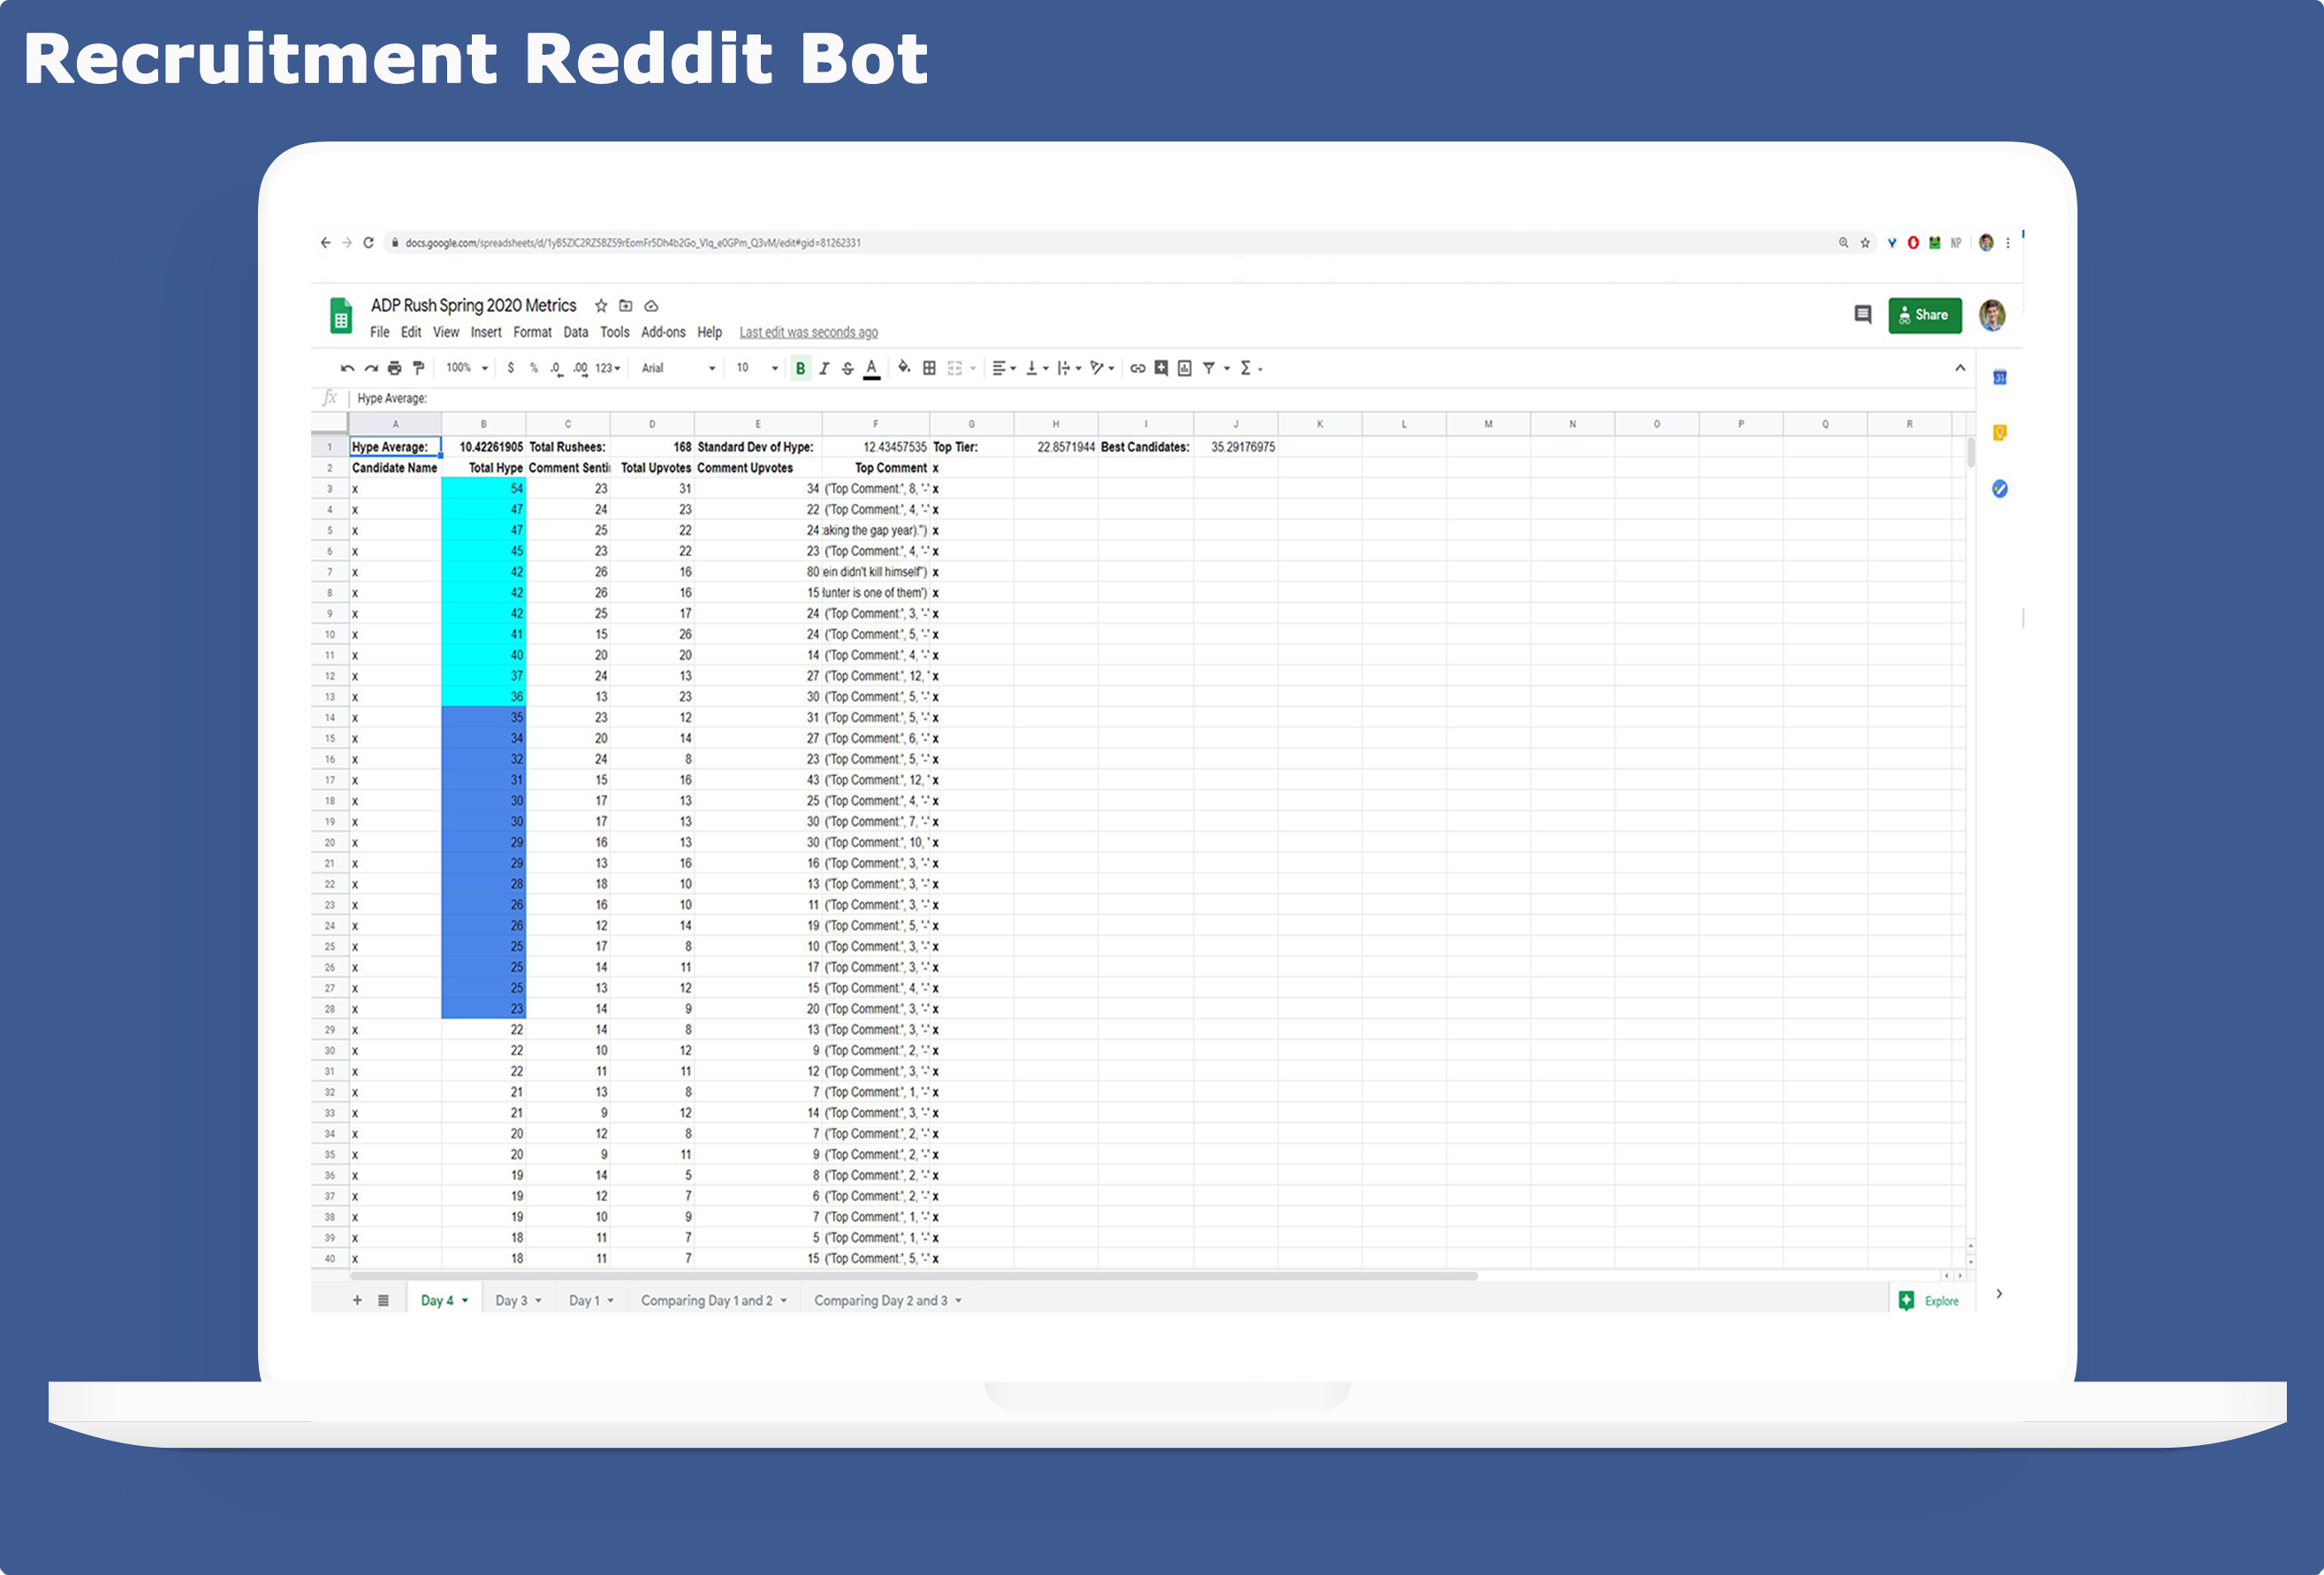 Recruitment Reddit Bot
docs.google.com/spreadsheets/d/
NP
ADP Rush Spring 2020 Metrics
Share
File Edit View Insert Format Data Tools Add-ons Help Last edit was seconds ago
100% $ % .0 .00 123 Arial 10 B I S A Σ
31
fx Hype Average:
A B C D E F G H I J K L M N O P Q R
1 Hype Average: 10.42261905 Total Rushees: 168 Standard Dev of Hype: 12.43457535 Top Tier: 22.8571944 Best Candidates: 35.29176975
2 Candidate Name Total Hype Comment Senti Total Upvotes Comment Upvotes Top Comment x
3 x 54 23 31 34 ('Top Comment:', 8, '-' x
4 x 47 24 23 22 ('Top Comment:', 4, '-' x
5 x 47 25 22 24 aking the gap year).") x
6 x 45 23 22 23 ('Top Comment:', 4, '-' x
7 x 42 26 16 80 ein didn't kill himself") x
8 x 42 26 16 15 Hunter is one of them') x
9 x 42 25 17 24 ('Top Comment:', 3, '-' x
10 x 41 15 26 24 ('Top Comment:', 5, '-' x
11 x 40 20 20 14 ('Top Comment:', 4, '-' x
12 x 37 24 13 27 ('Top Comment:', 12, ' x
13 x 36 13 23 30 ('Top Comment:', 5, '-' x
14 x 35 23 12 31 ('Top Comment:', 5, '-' x
15 x 34 20 14 27 ('Top Comment:', 6, '-' x
16 x 32 24 8 23 ('Top Comment:', 5, '-' x
17 x 31 15 16 43 ('Top Comment:', 12, ' x
18 x 30 17 13 25 ('Top Comment:', 4, '-' x
19 x 30 17 13 30 ('Top Comment:', 7, '-' x
20 x 29 16 13 30 ('Top Comment:', 10, ' x
21 x 29 13 16 16 ('Top Comment:', 3, '-' x
22 x 28 18 10 13 ('Top Comment:', 3, '-' x
23 x 26 16 10 11 ('Top Comment:', 3, '-' x
24 x 26 12 14 19 ('Top Comment:', 5, '-' x
25 x 25 17 8 10 ('Top Comment:', 3, '-' x
26 x 25 14 11 17 ('Top Comment:', 3, '-' x
27 x 25 13 12 15 ('Top Comment:', 4, '-' x
28 x 23 14 9 20 ('Top Comment:', 3, '-' x
29 x 22 14 8 13 ('Top Comment:', 3, '-' x
30 x 22 10 12 9 ('Top Comment:', 2, '-' x
31 x 22 11 11 12 ('Top Comment:', 3, '-' x
32 x 21 13 8 7 ('Top Comment:', 1, '-' x
33 x 21 9 12 14 ('Top Comment:', 3, '-' x
34 x 20 12 8 7 ('Top Comment:', 2, '-' x
35 x 20 9 11 9 ('Top Comment:', 2, '-' x
36 x 19 14 5 8 ('Top Comment:', 2, '-' x
37 x 19 12 7 6 ('Top Comment:', 2, '-' x
38 x 19 10 9 7 ('Top Comment:', 1, '-' x
39 x 18 11 7 5 ('Top Comment:', 1, '-' x
40 x 18 11 7 15 ('Top Comment:', 5, '-' x
Day 4 Day 3 Day 1 Comparing Day 1 and 2 Comparing Day 2 and 3 Explore